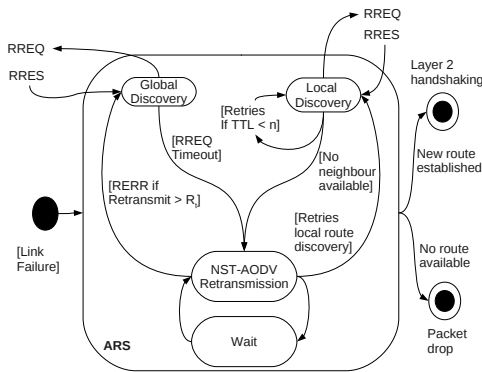 RREQ
RREQ
RRES
RRES
Global
Discovery
Local
Discovery
Layer 2
handshaking
[Retries
If TTL < n]
[RREQ
Timeout]
[No
neighbour
available]
New route
established
[RERR if
Retransmit > Rt]
[Retries
local route
discovery]
[Link
Failure]
NST-AODV
Retransmission
No route
available
Wait
ARS
Packet
drop